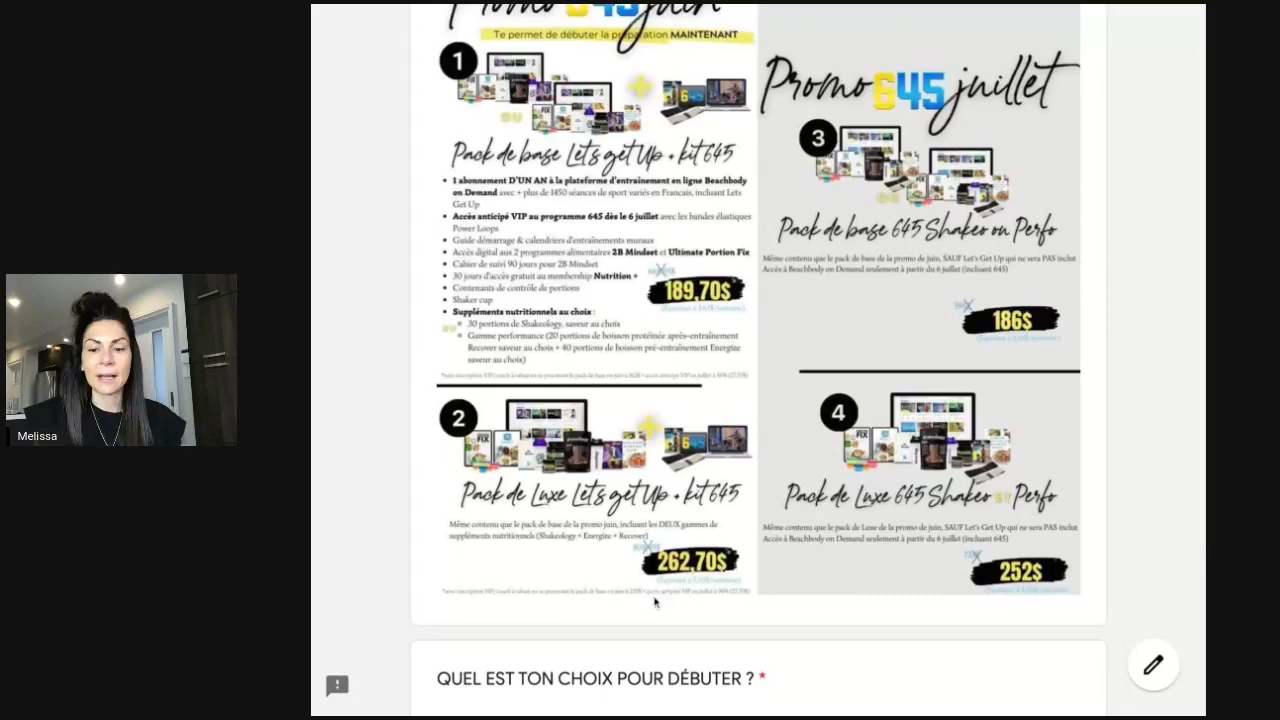 Promo 645 juin
Te permet de débuter la préparation MAINTENANT
1
Pack de base Lets get Up + kit 645
1 abonnement D'UN AN à la plateforme d'entraînement en ligne Beachbody
on Demand avec + plus de 1450 séances de sport variés en Francais, incluant Lets
Get Up
Accès anticipé VIP au programme 645 dès le 6 juillet avec les bandes élastiques
Power Loops
Guide démarrage & calendriers d'entraînements muraux
Accès digital aux 2 programmes alimentaires 2B Mindset et Ultimate Portion Fix
Cahier de suivi 90 jours pour 2B Mindset
30 jours d'accès gratuit au membership Nutrition +
Contenants de contrôle de portions
Shaker cup
Suppléments nutritionnels au choix :
30 portions de Shakeology, saveur au choix
Gamme performance (20 portions de boisson protéinée après-entraînement
Recover saveur au choix + 40 portions de boisson pré-entraînement Energize
saveur au choix)
189,70$
2
Pack de Luxe Lets get Up + kit 645
Même contenu que le pack de base de la promo juin, incluant les DEUX gammes de
suppléments nutritionnels (Shakeology + Energize + Recover)
262,70$
Promo 645 juillet
3
Pack de base 645 Shakeo ou Perfo
Même contenu que le pack de base de la promo de juin, SAUF Let's Get Up qui ne sera PAS inclut
Accès à Beachbody on Demand seulement à partir du 6 juillet (incluant 645)
186$
4
Pack de Luxe 645 Shakeo ET Perfo
Même contenu que le pack de Luxe de la promo de juin, SAUF Let's Get Up qui ne sera PAS inclut
Accès à Beachbody on Demand seulement à partir du 6 juillet (incluant 645)
252$
QUEL EST TON CHOIX POUR DÉBUTER ? *
Melissa